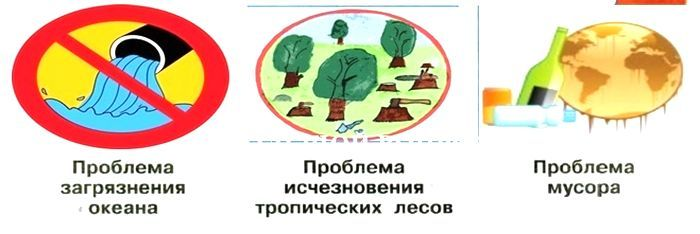 Проблема
загрязнения
океана
Проблема
исчезновения
тропических лесов
Проблема
мусора